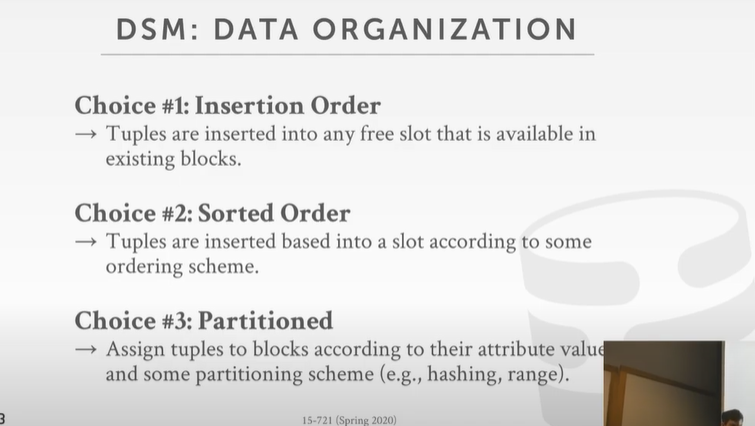 DSM: DATA ORGANIZATION
Choice #1: Insertion Order
→ Tuples are inserted into any free slot that is available in
existing blocks.
Choice #2: Sorted Order
→ Tuples are inserted based into a slot according to some
ordering scheme.
Choice #3: Partitioned
→ Assign tuples to blocks according to their attribute value
and some partitioning scheme (e.g., hashing, range).
3
15-721 (Spring 2020)